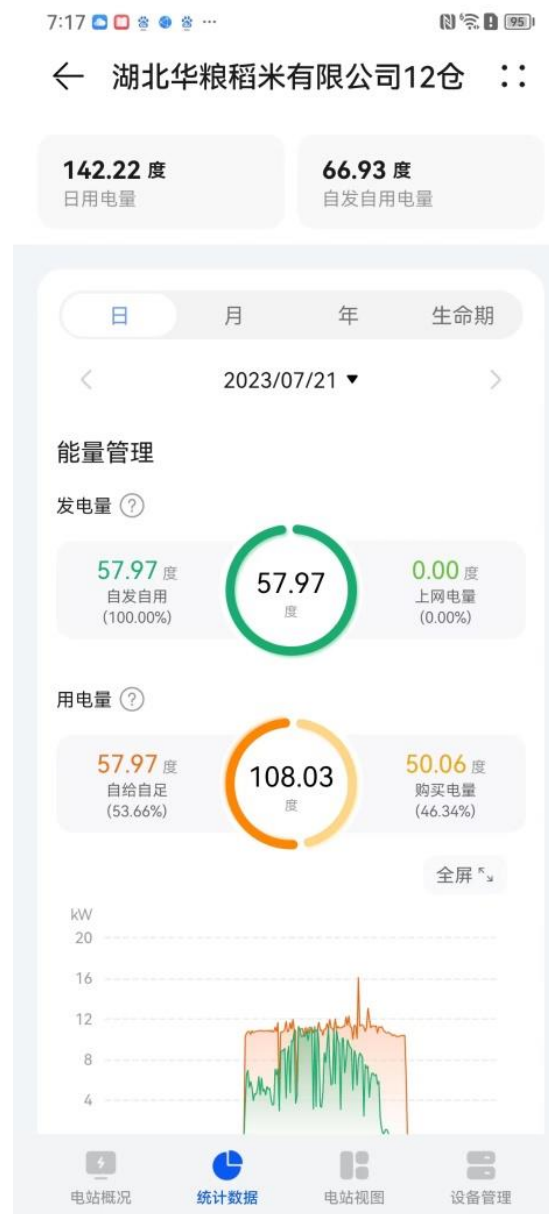 7:17 95
湖北华粮稻米有限公司12仓
142.22 度 66.93 度
日用电量 自发自用电量
日 月 年 生命期
2023/07/21
能量管理
发电量 ?
57.97 度 57.97 0.00 度
自发自用 度 上网电量
(100.00%) (0.00%)
用电量 ?
57.97 度 108.03 50.06 度
自给自足 度 购买电量
(53.66%) (46.34%)
全屏
kW
20
16
12
8
4
电站概况 统计数据 电站视图 设备管理